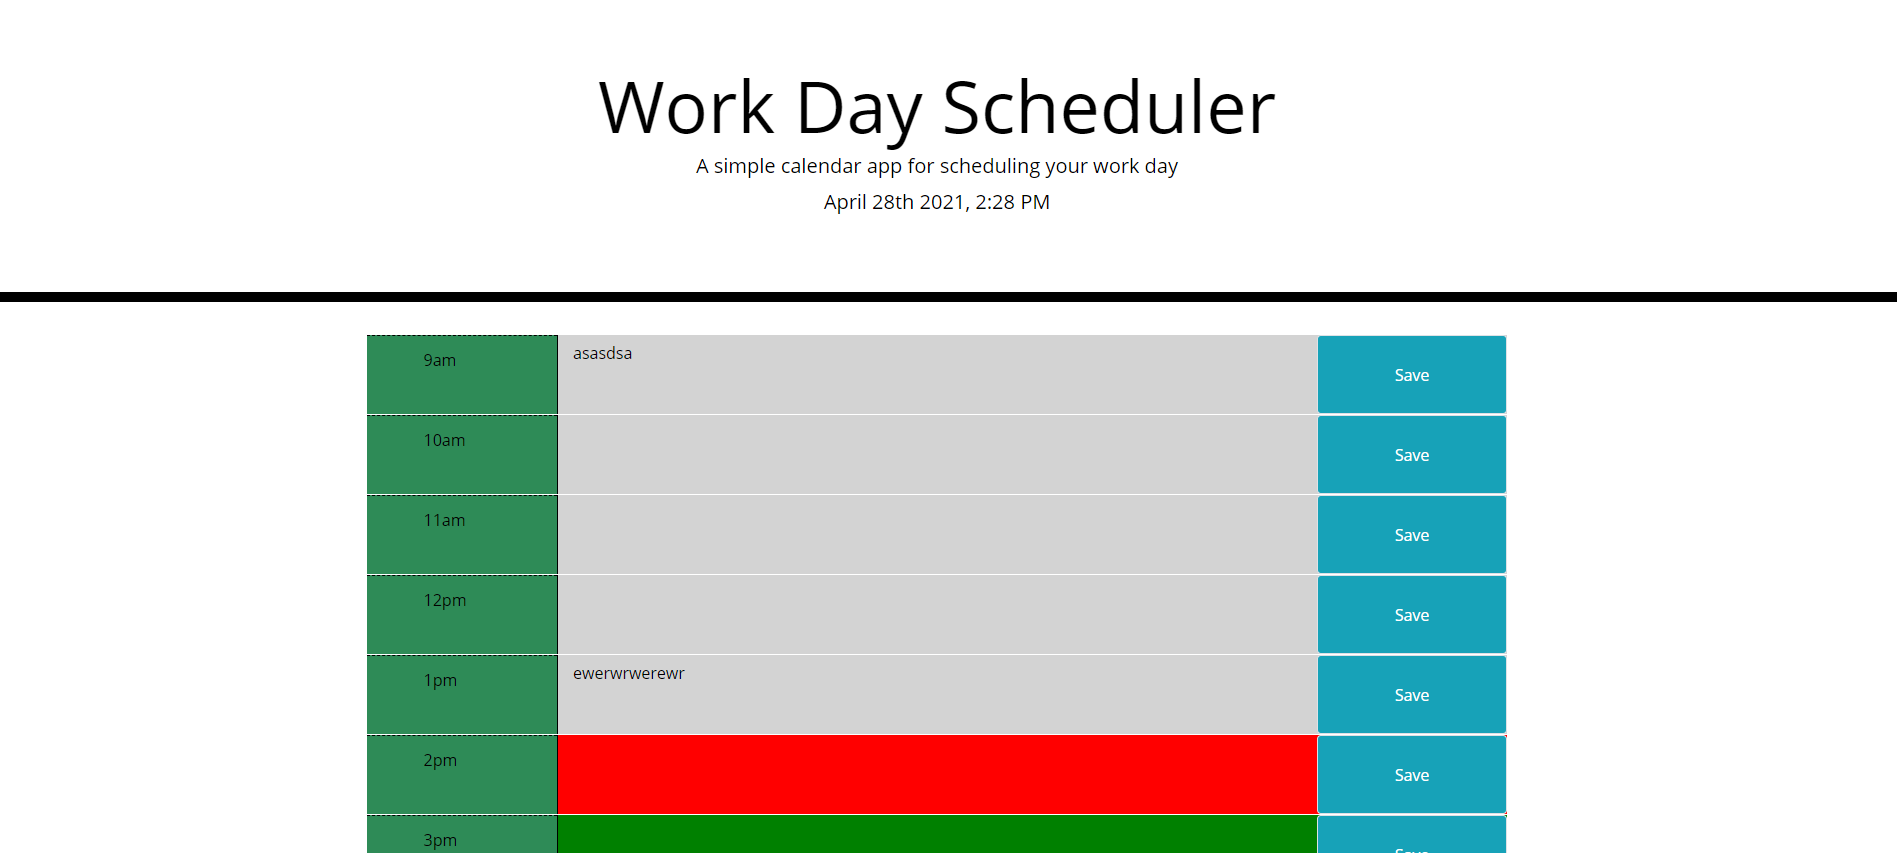 Work Day Scheduler
A simple calendar app for scheduling your work day
April 28th 2021, 2:28 PM
9am asasdsa Save
10am Save
11am Save
12pm Save
1pm ewerwrwerewr Save
2pm Save
3pm Save